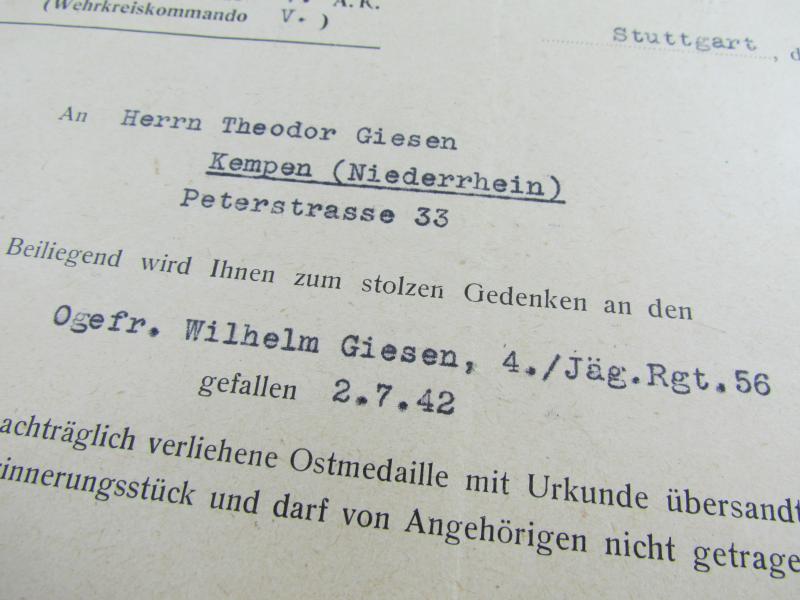 A.K.
(Wehrkreiskommando V.)
Stuttgart, d
An Herrn Theodor Giesen
Kempen (Niederrhein)
Peterstrasse 33
Beiliegend wird Ihnen zum stolzen Gedenken an den
Ogefr. Wilhelm Giesen, 4./Jäg.Rgt.56
gefallen 2.7.42
achträglich verliehene Ostmedaille mit Urkunde übersandt
rinnerungsstück und darf von Angehörigen nicht getrage